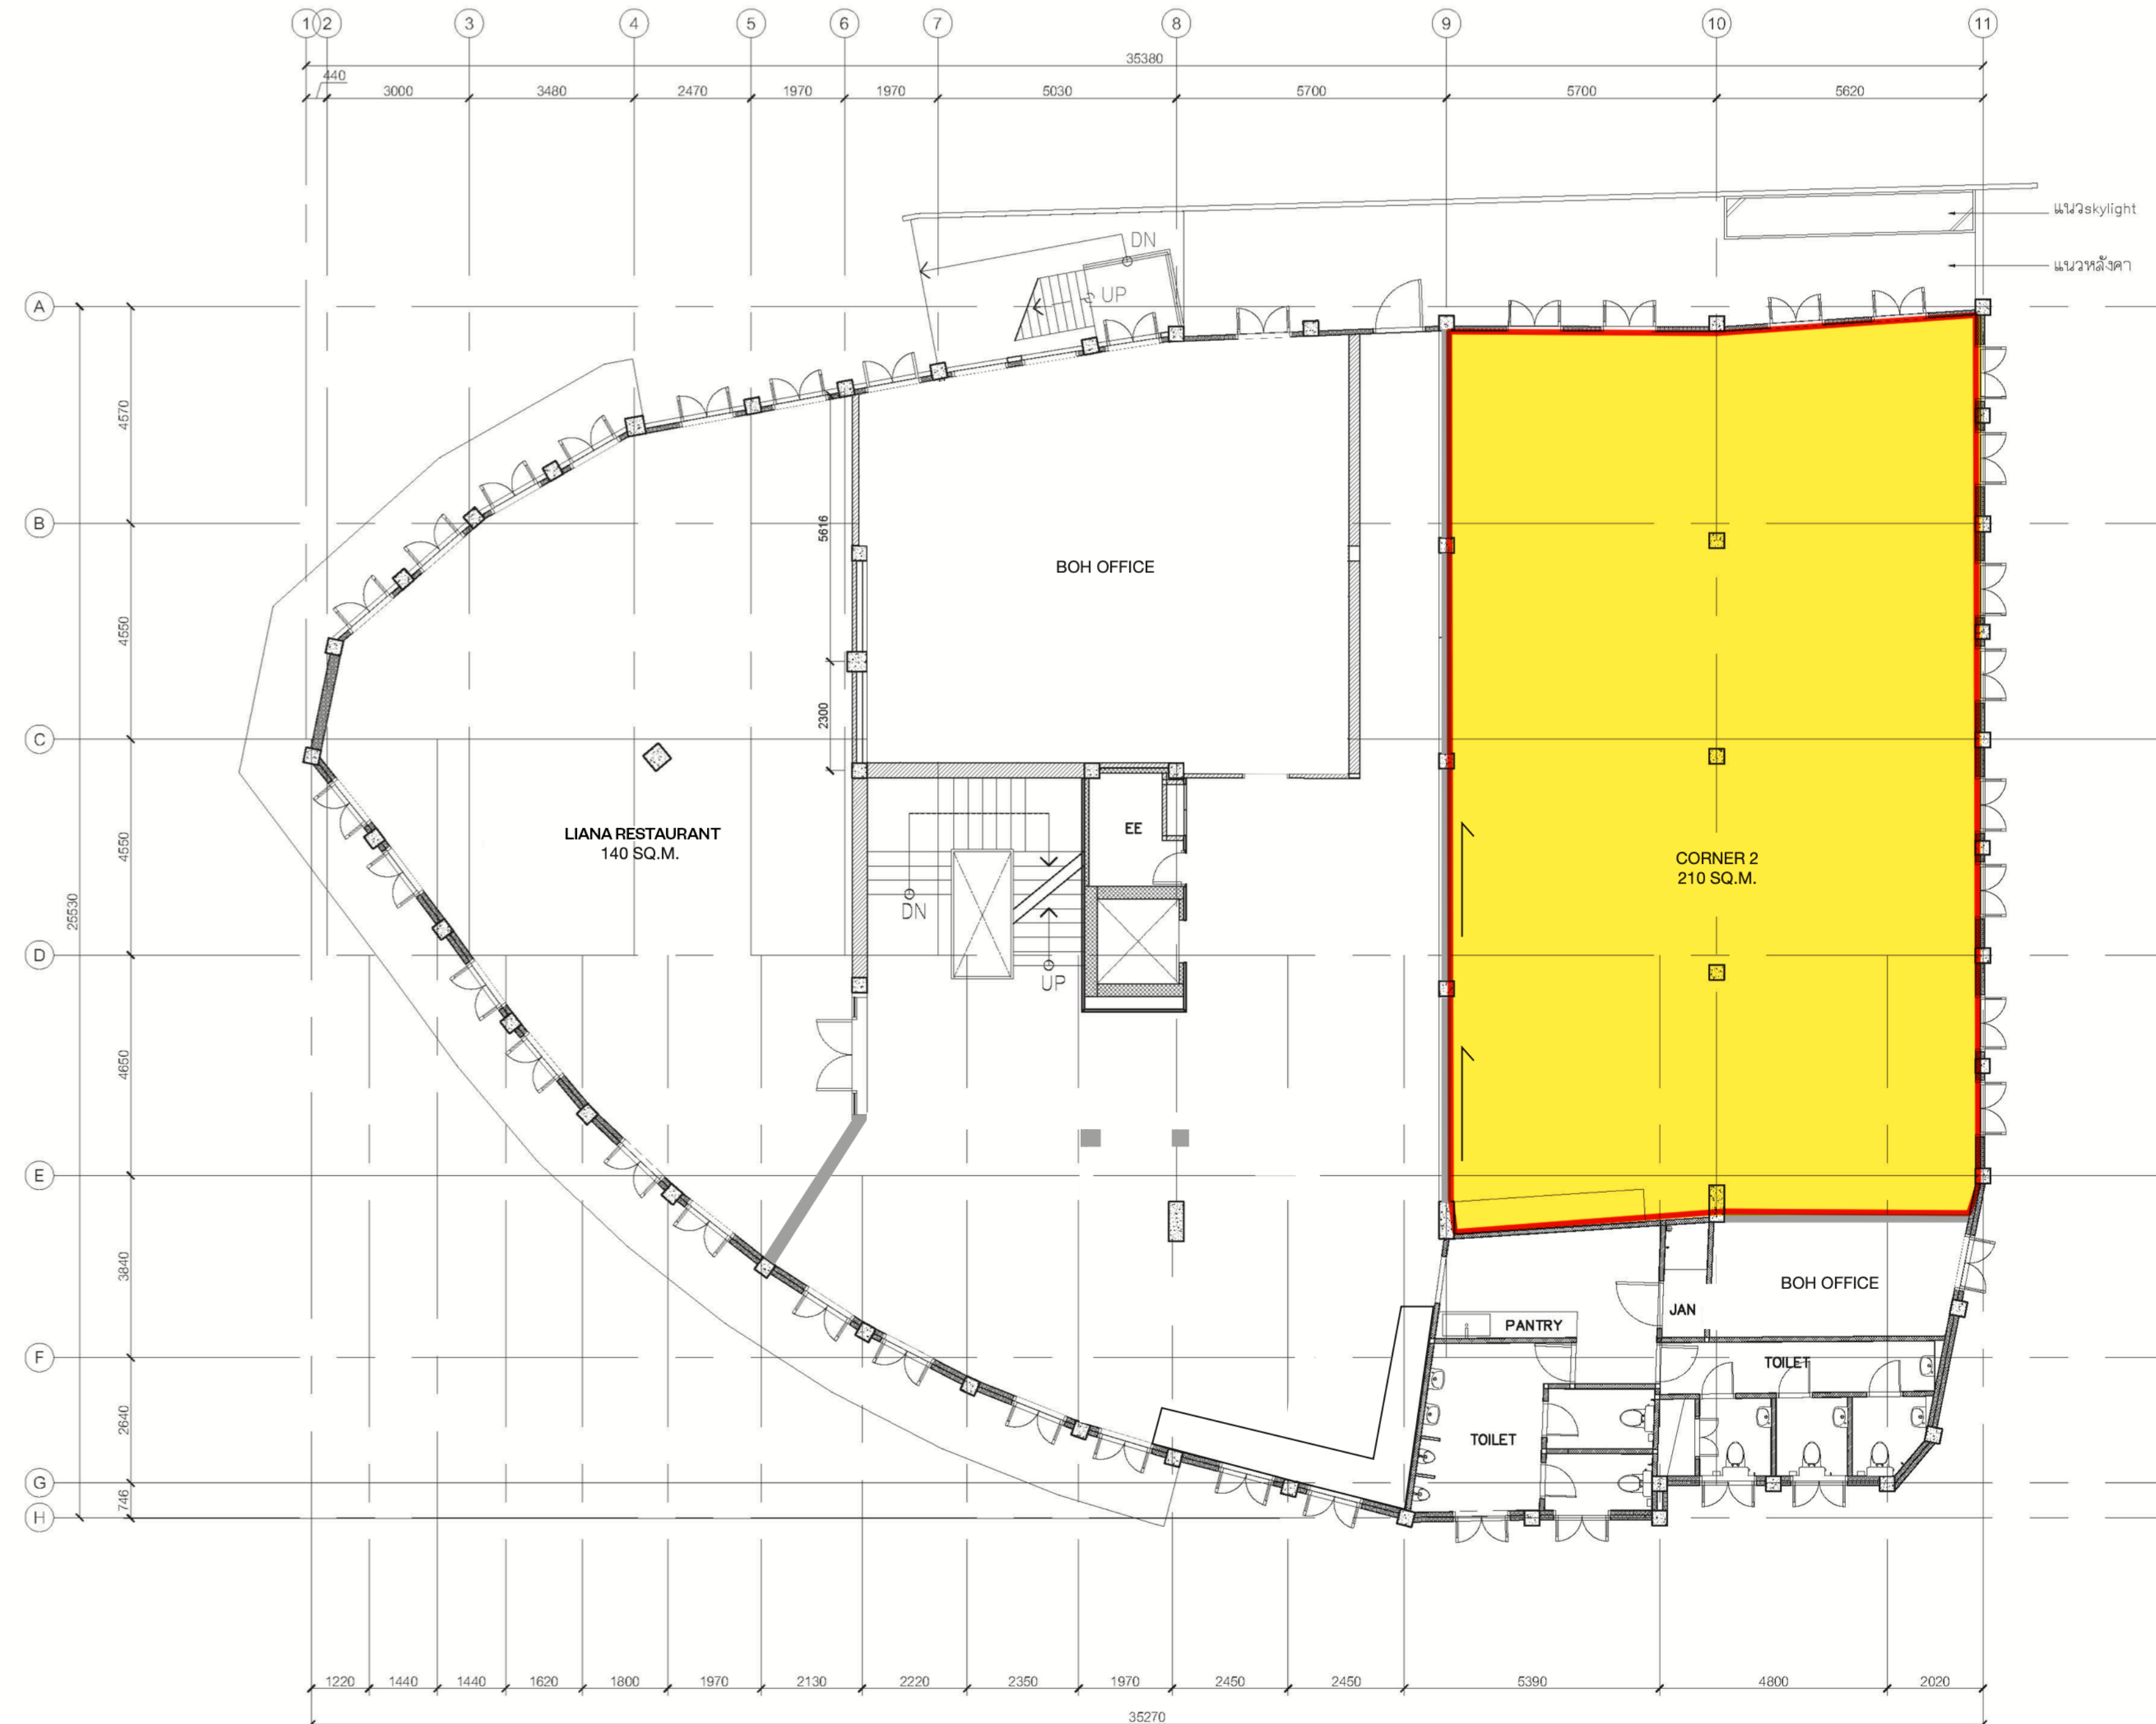 1 2 3 4 5 6 7 8 9 10 11
35380
440
3000 3480 2470 1970 1970 5030 5700 5700 5620
แนวskylight
แนวหลังคา
DN
UP
A
B
C
D
E
F
G
H
4570
4550
4550
4650
3840
2640
746
25530
5616
2300
BOH OFFICE
LIANA RESTAURANT
140 SQ.M.
EE
DN
UP
CORNER 2
210 SQ.M.
BOH OFFICE
JAN
PANTRY
TOILET
TOILET
1220 1440 1440 1620 1800 1970 2130 2220 2350 1970 2450 2450 5390 4800 2020
35270